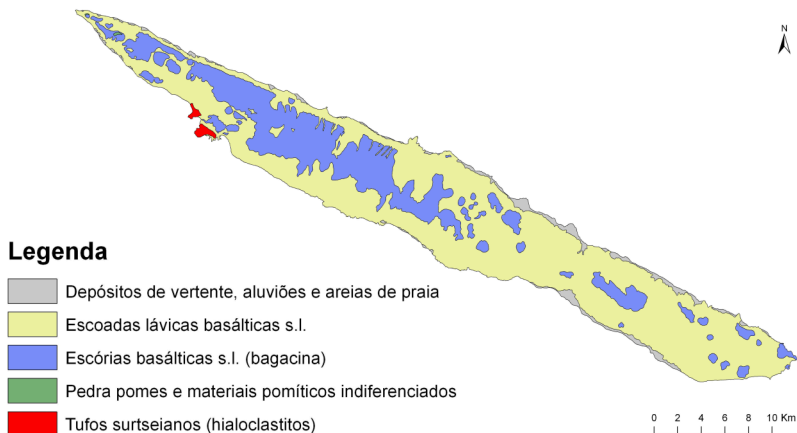 N
Legenda
Depósitos de vertente, aluviões e areias de praia
Escoadas lávicas basálticas s.l.
Escórias basálticas s.l. (bagacina)
Pedra pomes e materiais pomíticos indiferenciados
Tufos surtseianos (hialoclastitos)
0 2 4 6 8 10 Km